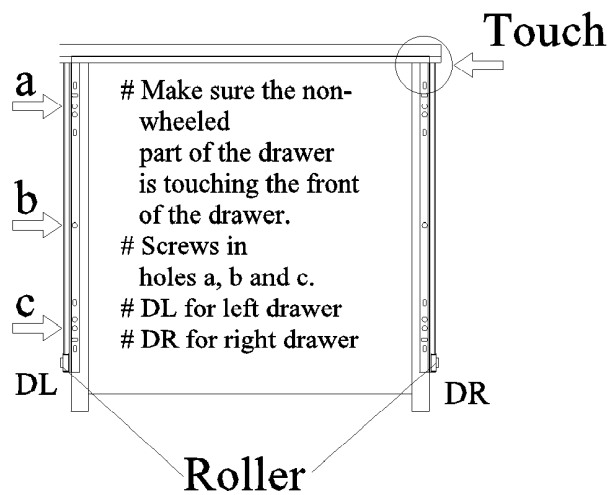 Touch
a
# Make sure the non-
wheeled
part of the drawer
is touching the front
of the drawer.
b
# Screws in
holes a, b and c.
c
# DL for left drawer
# DR for right drawer
DL
DR
Roller